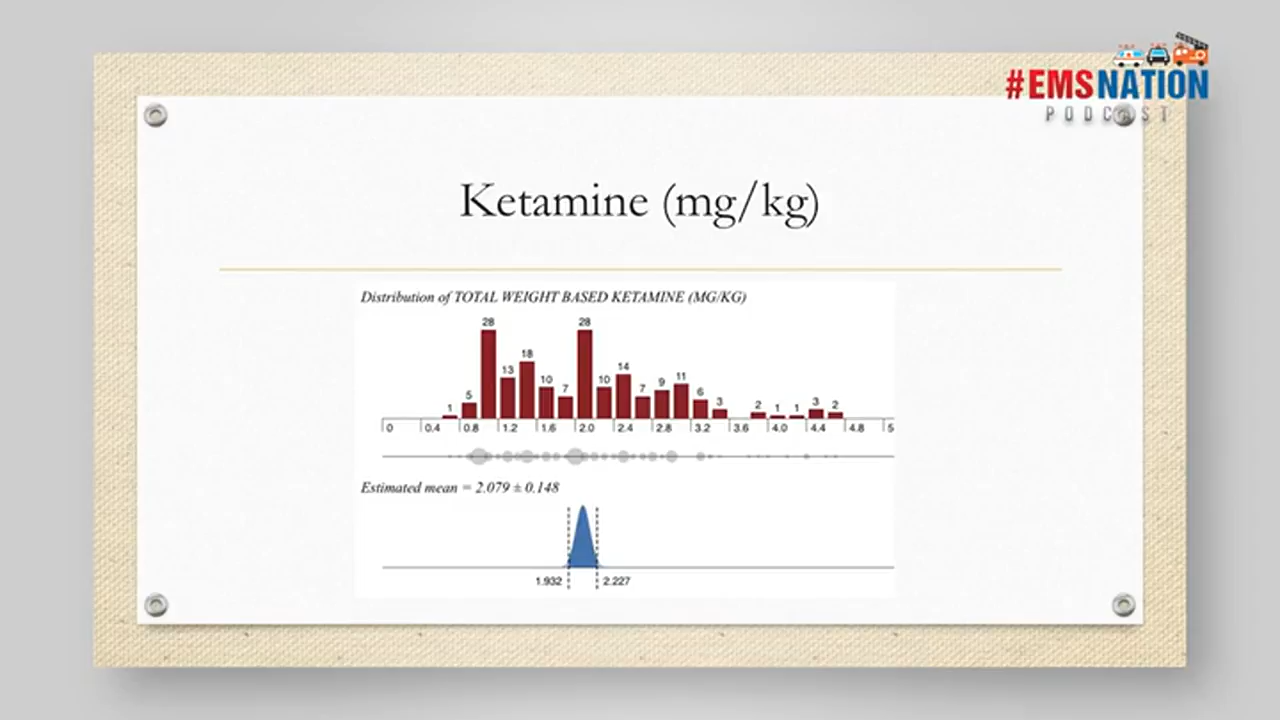 #EMSNATION
PODCAST
Ketamine (mg/kg)
Distribution of TOTAL WEIGHT BASED KETAMINE (MG/KG)
1 5 28 13 18 10 7 28 10 14 7 9 11 6 3 2 1 1 3 2
0 0.4 0.8 1.2 1.6 2.0 2.4 2.8 3.2 3.6 4.0 4.4 4.8 5
Estimated mean = 2.079 ± 0.148
1.932 2.227